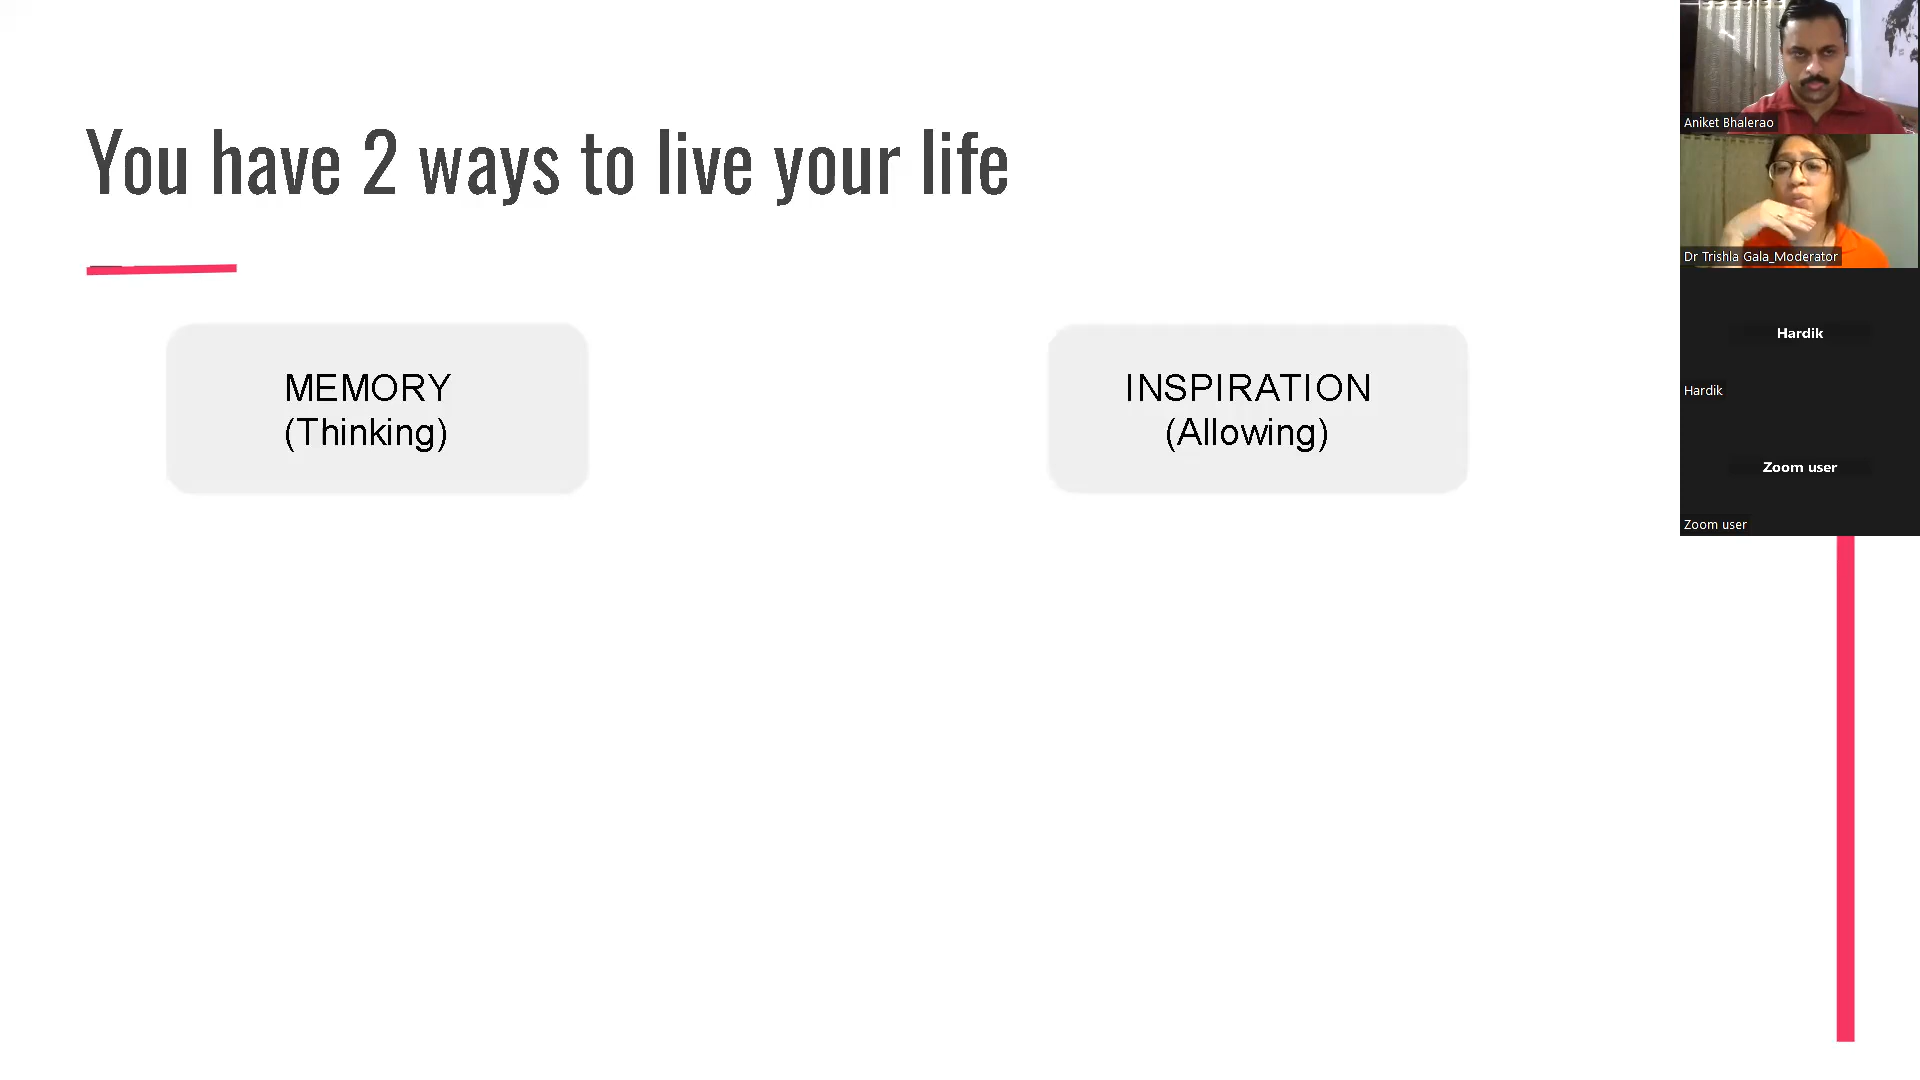 You have 2 ways to live your life
MEMORY
(Thinking)
INSPIRATION
(Allowing)
Aniket Bhalerao
Dr Trishla Gala_Moderator
Hardik
Hardik
Zoom user
Zoom user